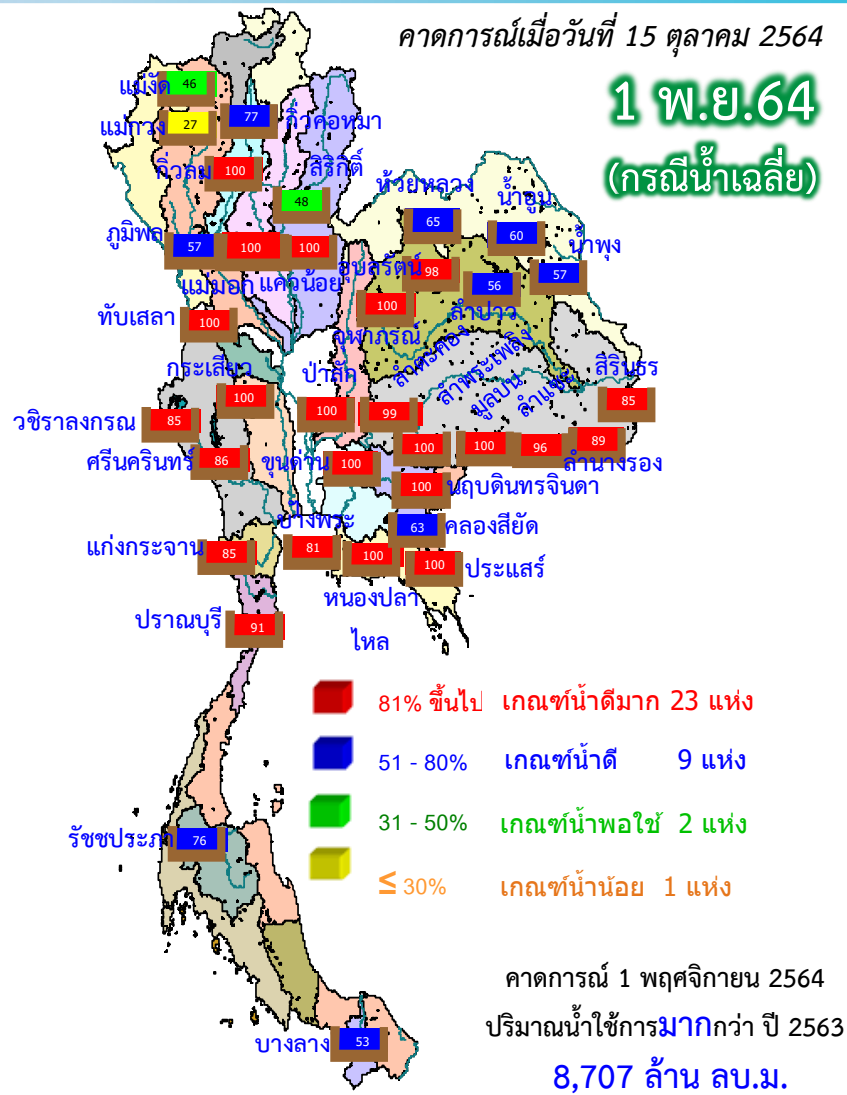 คาดการณ์เมื่อวันที่ 15 ตุลาคม 2564
1 พ.ย.64
(กรณีน้ำเฉลี่ย)
แม่งัด 46
แม่กวง 27
77 กิ่วคอหมา
กิ่วลม 100
สิริกิติ์ 48
ห้วยหลวง 65
น้ำอูน 60
น้ำพุง 57
ภูมิพล 57
แม่มอก 100
แควน้อย 100
อุบลรัตน์ 98
ลำปาว 56
จุฬาภรณ์ 100
ทับเสลา 100
กระเสียว 100
ป่าสัก 100
ลำตะคอง 99
ลำพระเพลิง 100
มูลบน 100
ลำแชะ 96
ลำนางรอง 89
สิรินธร 85
วชิราลงกรณ 85
ศรีนครินทร์ 86
ขุนด่าน 100
100 นฤบดินทรจินดา
63 คลองสียัด
บางพระ 81
แก่งกระจาน 85
100 ประแสร์
100 หนองปลา
ไหล
ปราณบุรี 91
81% ขึ้นไป เกณฑ์น้ำดีมาก 23 แห่ง
51 - 80% เกณฑ์น้ำดี 9 แห่ง
31 - 50% เกณฑ์น้ำพอใช้ 2 แห่ง
≤ 30% เกณฑ์น้ำน้อย 1 แห่ง
รัชชประภา 76
บางลาง 53
คาดการณ์ 1 พฤศจิกายน 2564
ปริมาณน้ำใช้การมากกว่า ปี 2563
8,707 ล้าน ลบ.ม.